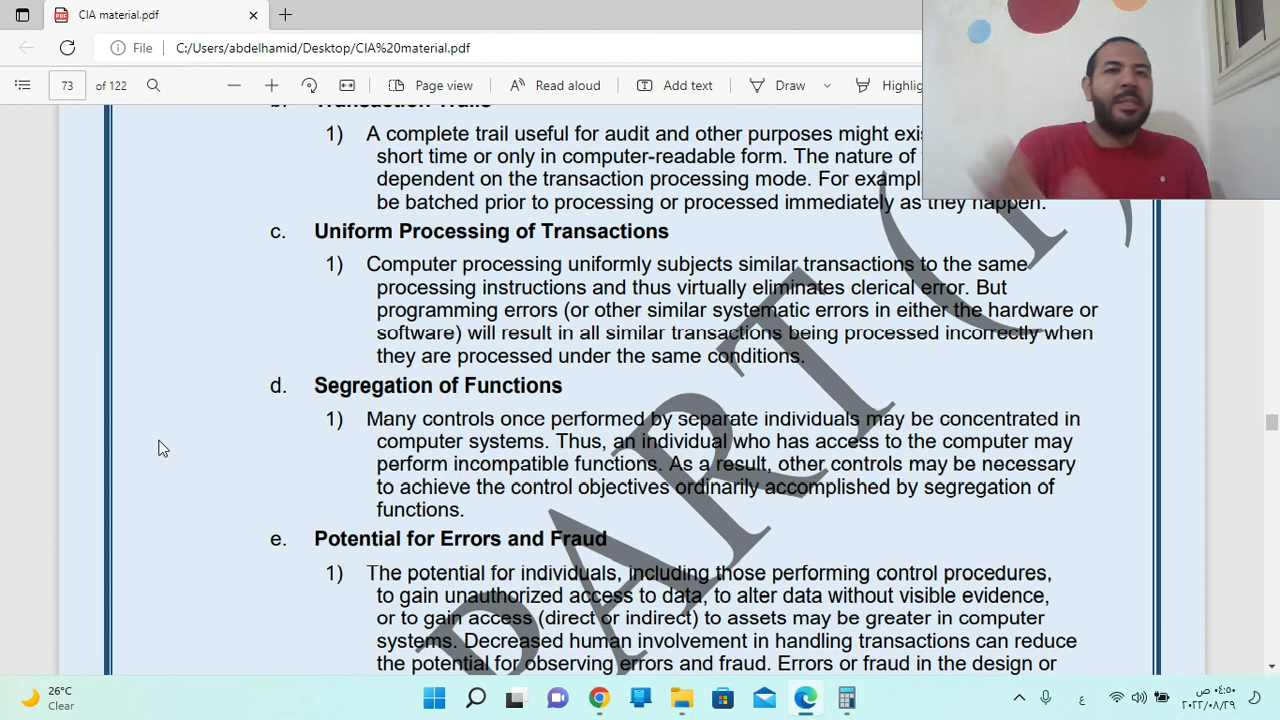 CIA material.pdf
File
C:/Users/abdelhamid/Desktop/CIA%20material.pdf
73 of 122
Page view
Read aloud
Add text
Draw
Highlig
b. Transaction Trails
1) A complete trail useful for audit and other purposes might exis
short time or only in computer-readable form. The nature of
dependent on the transaction processing mode. For exampl
be batched prior to processing or processed immediately as they happen.
c. Uniform Processing of Transactions
1) Computer processing uniformly subjects similar transactions to the same
processing instructions and thus virtually eliminates clerical error. But
programming errors (or other similar systematic errors in either the hardware or
software) will result in all similar transactions being processed incorrectly when
they are processed under the same conditions.
d. Segregation of Functions
1) Many controls once performed by separate individuals may be concentrated in
computer systems. Thus, an individual who has access to the computer may
perform incompatible functions. As a result, other controls may be necessary
to achieve the control objectives ordinarily accomplished by segregation of
functions.
e. Potential for Errors and Fraud
1) The potential for individuals, including those performing control procedures,
to gain unauthorized access to data, to alter data without visible evidence,
or to gain access (direct or indirect) to assets may be greater in computer
systems. Decreased human involvement in handling transactions can reduce
the potential for observing errors and fraud. Errors or fraud in the design or
PART (
26°C
Clear
ع
٠٤:٥٠ ص
٢٠٢٢/٠٨/٢٩